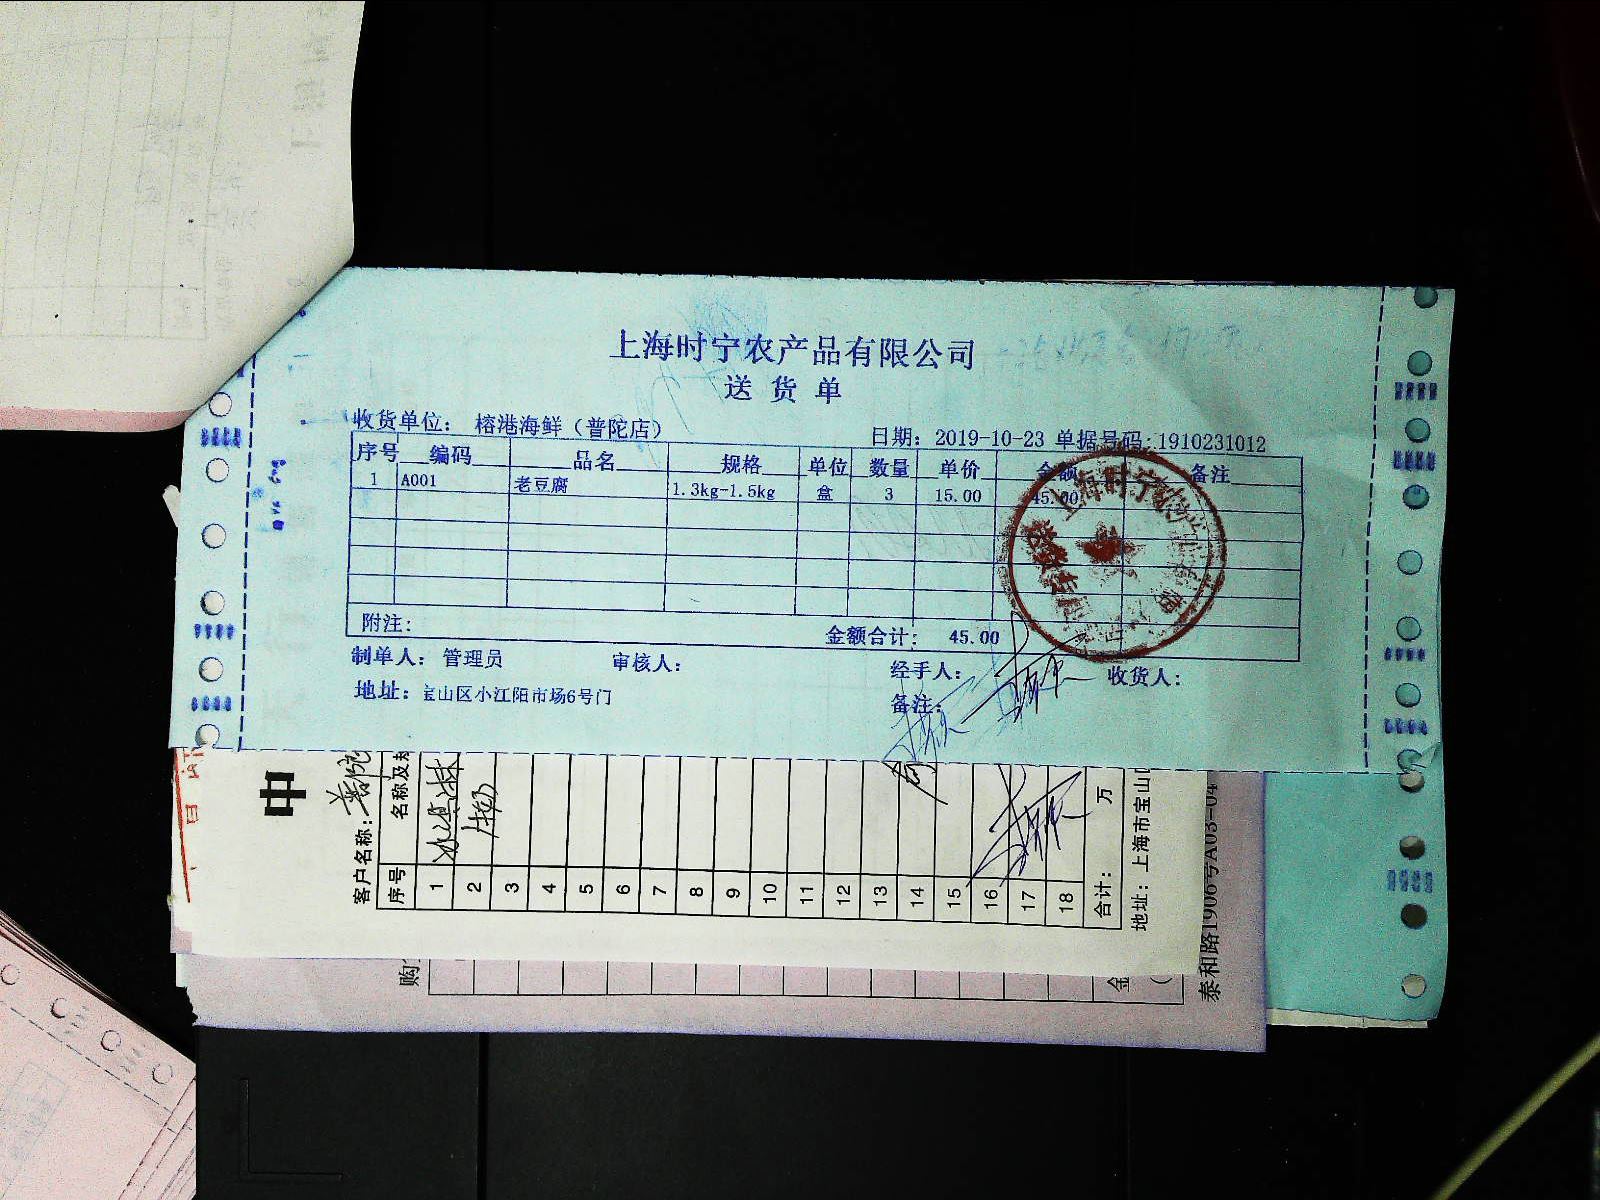 上海时宁农产品有限公司
送货单
收货单位： 榕港海鲜（普陀店）
日期：2019-10-23 单据号码:1910231012
序号 编码 品名 规格 单位 数量 单价 金额 备注
1 A001 老豆腐 1.3kg-1.5kg 盒 3 15.00 45.00
附注: 金额合计: 45.00
制单人: 管理员 审核人: 经手人: 收货人:
地址: 宝山区小江阳市场6号门 备注:
上海时宁
中
客户名称: 普陀
序号 名称及规
1
2
3
4
5
6
7
8
9
10
11
12
13
14
15
16
17
18
合计: 万
地址: 上海市宝山
购
金
泰和路1906号A03-04